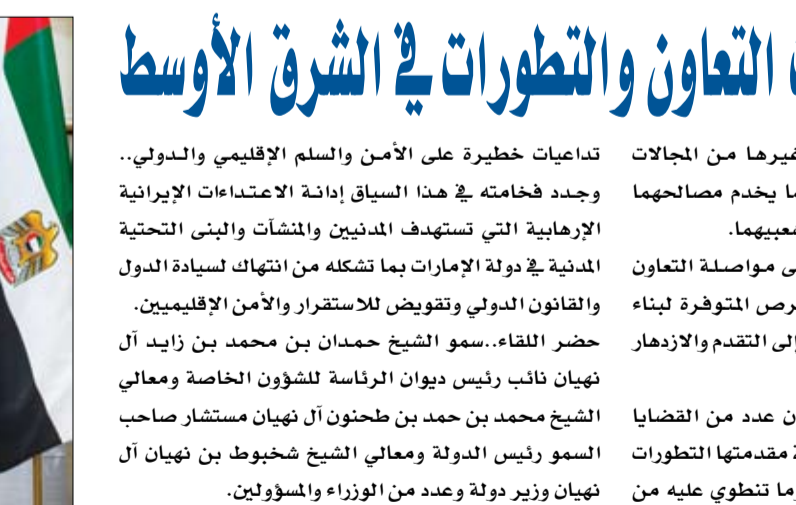 التعاون والتطورات في الشرق الأوسط
غيرها من المجالات
ما يخدم مصالحهما
مواصلة التعاون
المتوفرة لبناء
إلى التقدم والازدهار
عدد من القضايا
مقدمتها التطورات
وما تنطوي عليه من
تداعيات خطيرة على الأمن والسلم الإقليمي والدولي..
وجدد فخامته في هذا السياق إدانة الاعتداءات الإيرانية
الإرهابية التي تستهدف المدنيين والمنشآت والبنى التحتية
المدنية في دولة الإمارات بما تشكله من انتهاك لسيادة الدول
والقانون الدولي وتقويض للاستقرار والأمن الإقليميين.
حضر اللقاء..سمو الشيخ حمدان بن محمد بن زايد آل
نهيان نائب رئيس ديوان الرئاسة للشؤون الخاصة ومعالي
الشيخ محمد بن حمد بن طحنون آل نهيان مستشار صاحب
السمو رئيس الدولة ومعالي الشيخ شخبوط بن نهيان آل
نهيان وزير دولة وعدد من الوزراء والمسؤولين.